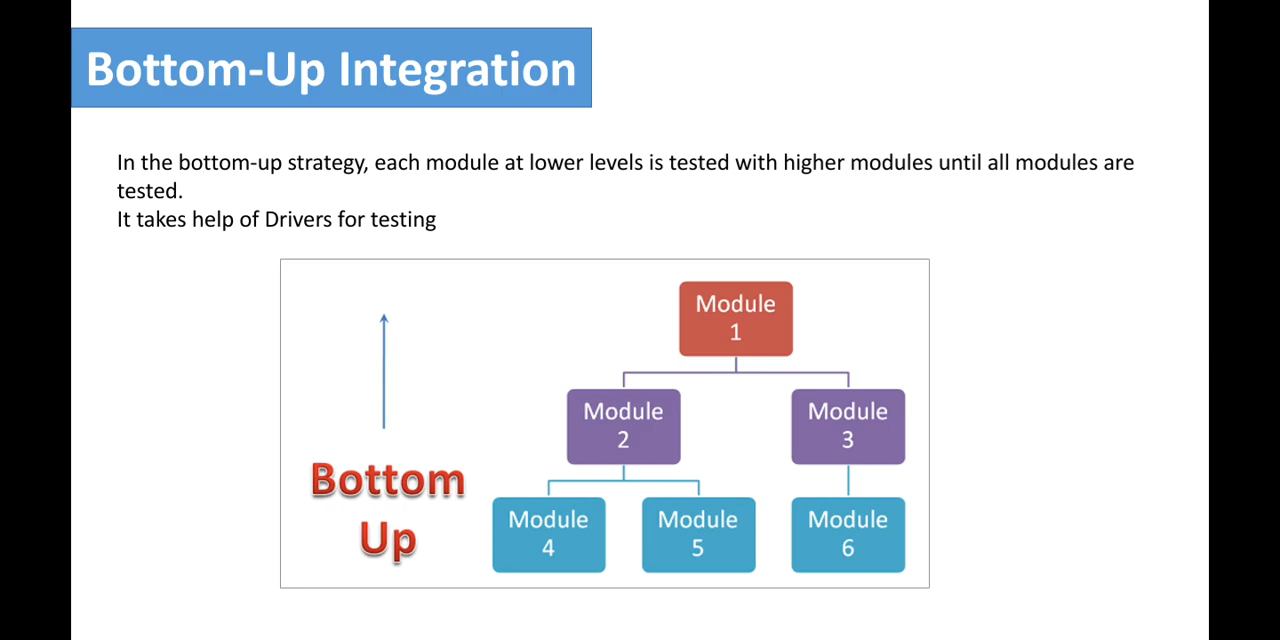 Bottom-Up Integration
In the bottom-up strategy, each module at lower levels is tested with higher modules until all modules are
tested.
It takes help of Drivers for testing
Module
1
Module
2
Module
3
Bottom
Up
Module
4
Module
5
Module
6